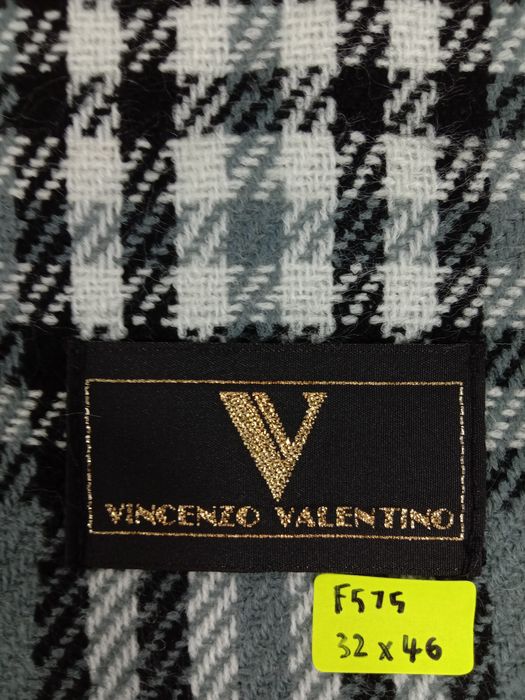 V
VINCENZO VALENTINO
F575
32 x 46